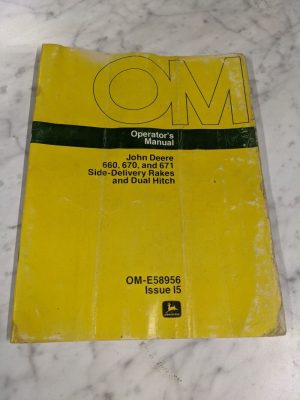 OM
Operator's
Manual
John Deere
660, 670, and 671
Side-Delivery Rakes
and Dual Hitch
OM-E58956
Issue I5